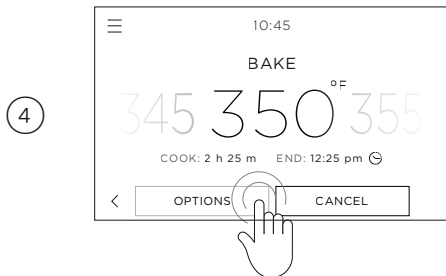 10:45
BAKE
4
345 350°F 355
COOK: 2 h 25 m END: 12:25 pm
< OPTIONS CANCEL